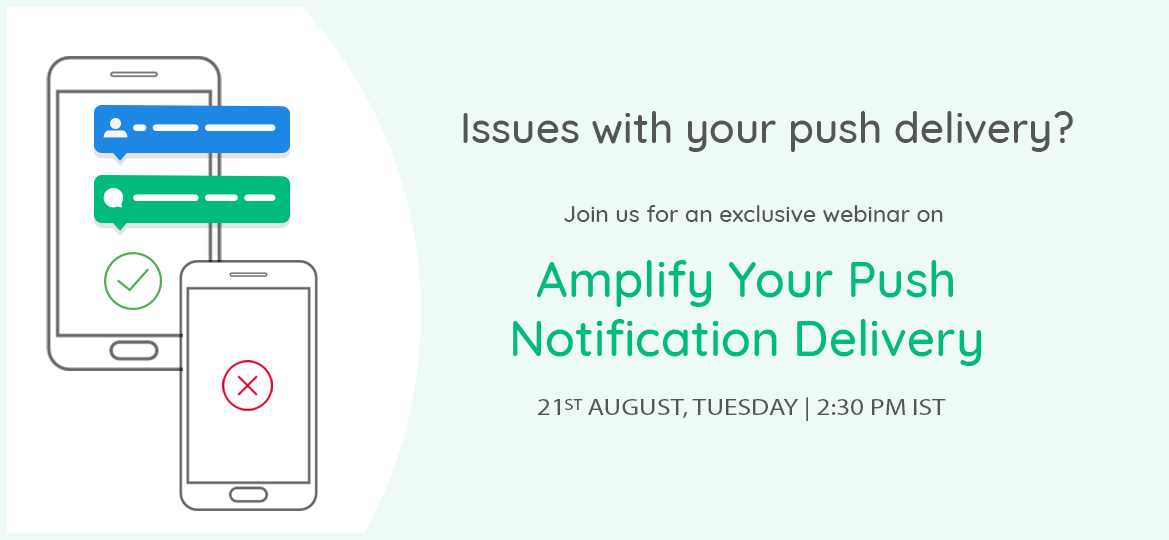 Issues with your push delivery?
Join us for an exclusive webinar on
Amplify Your Push
Notification Delivery
21ST AUGUST, TUESDAY | 2:30 PM IST